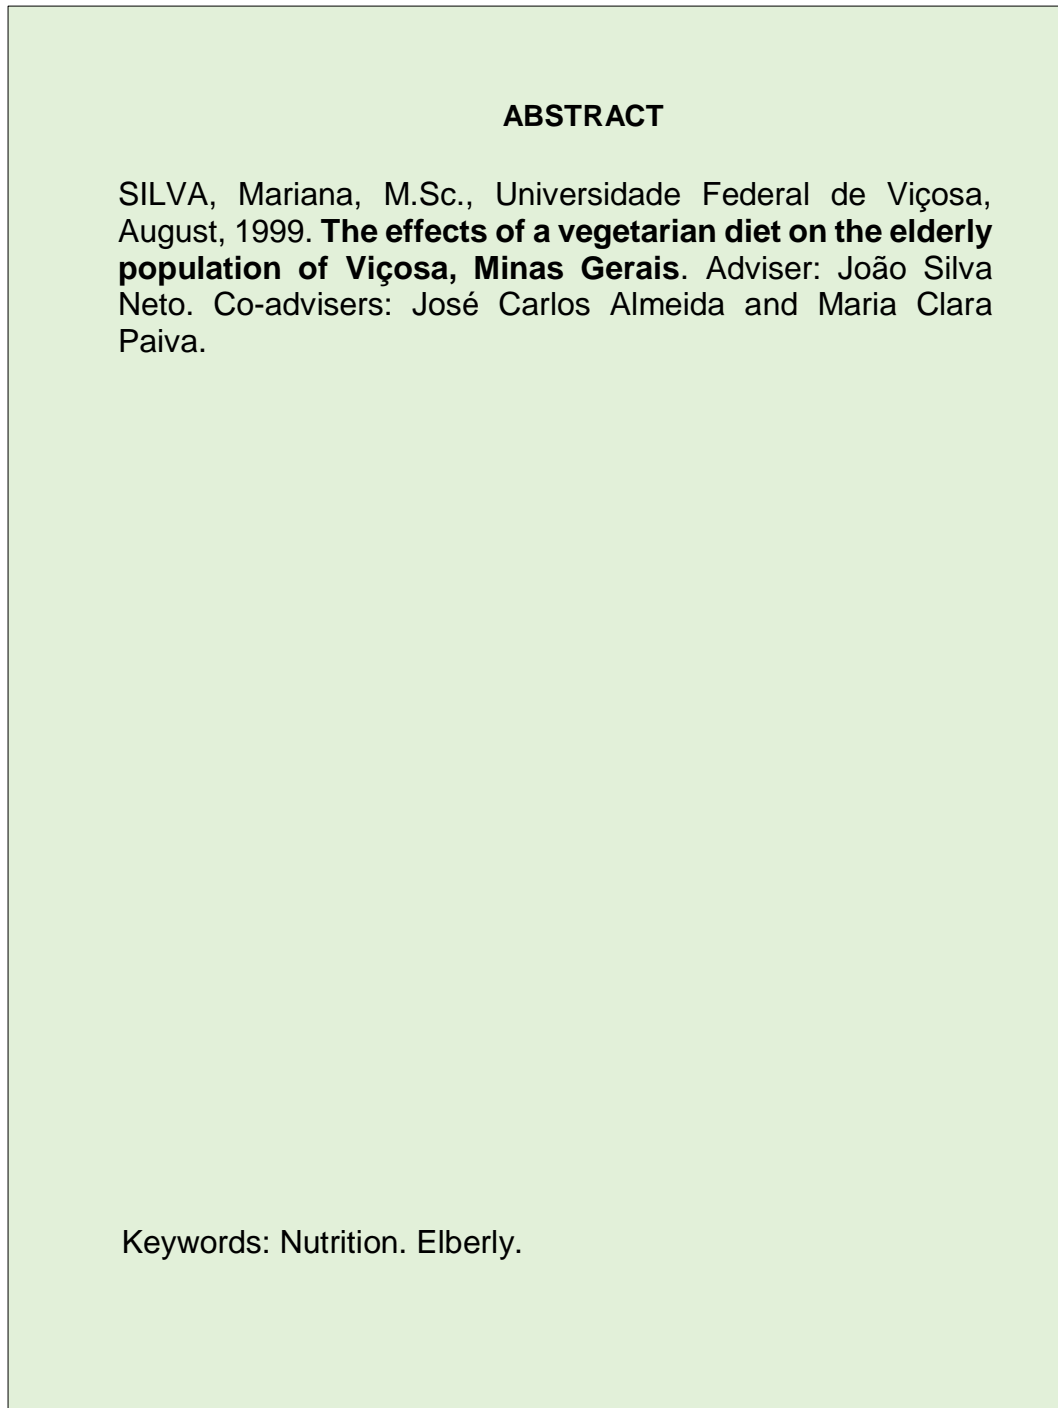 ABSTRACT
SILVA, Mariana, M.Sc., Universidade Federal de Viçosa,
August, 1999. The effects of a vegetarian diet on the elderly
population of Viçosa, Minas Gerais. Adviser: João Silva
Neto. Co-advisers: José Carlos Almeida and Maria Clara
Paiva.
Keywords: Nutrition. Elberly.